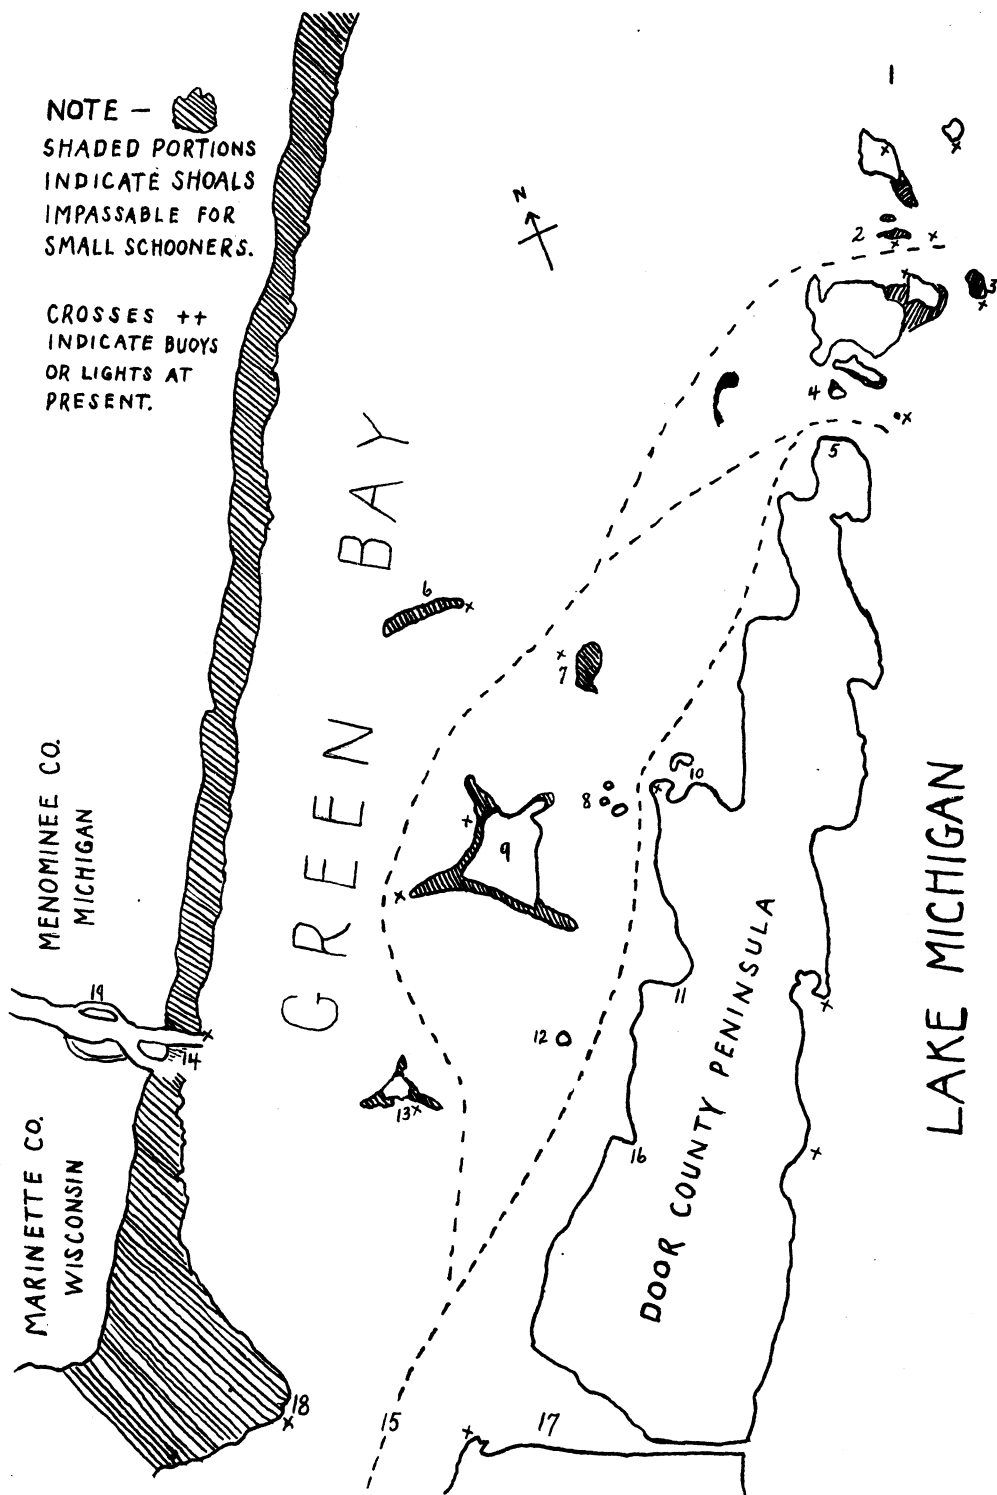 NOTE —
SHADED PORTIONS
INDICATE SHOALS
IMPASSABLE FOR
SMALL SCHOONERS.
CROSSES ++
INDICATE BUOYS
OR LIGHTS AT
PRESENT.
N
1
2
3
4
5
6
7
8
9
10
11
12
13
14
15
16
17
18
19
GREEN BAY
MENOMINEE CO.
MICHIGAN
MARINETTE CO.
WISCONSIN
DOOR COUNTY PENINSULA
LAKE MICHIGAN